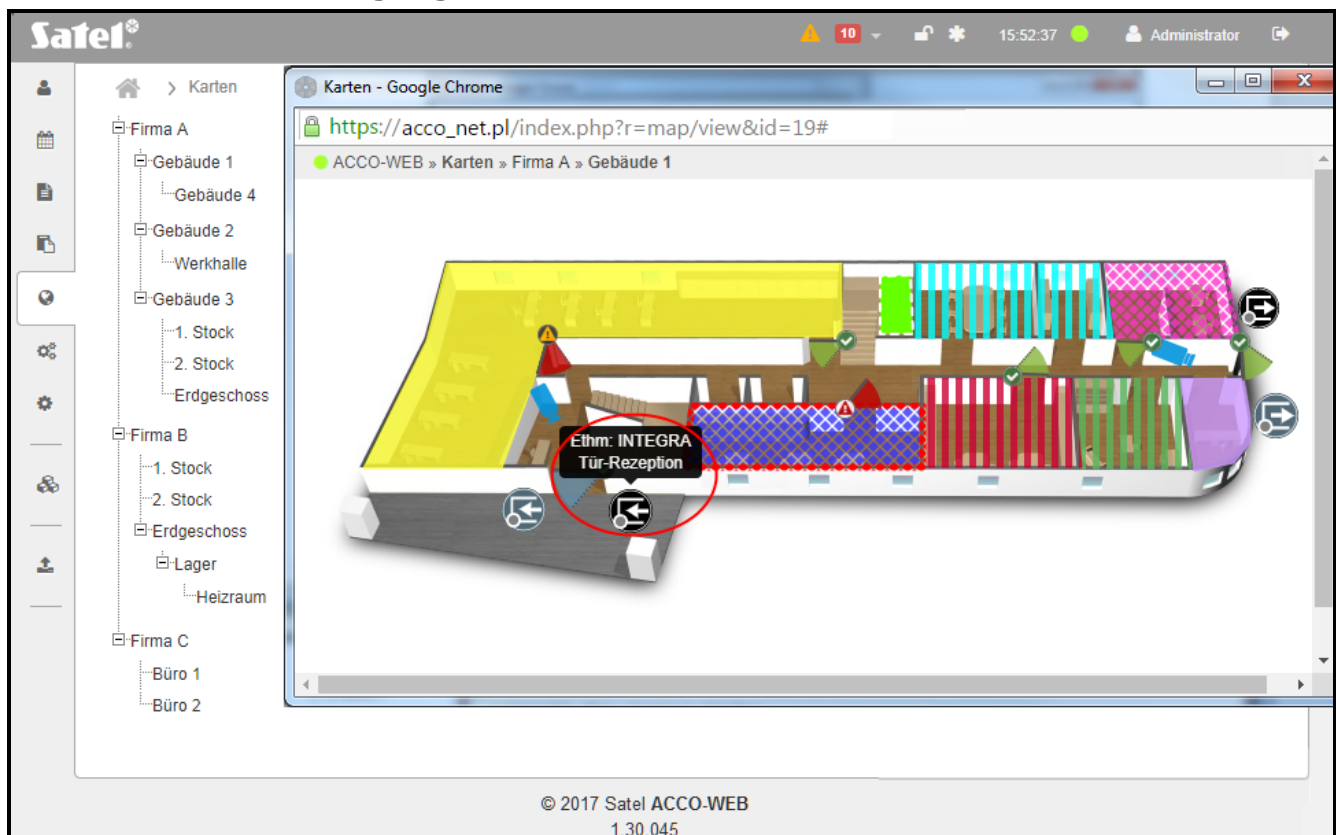 Satel®
10
15:52:37
Administrator
Karten
Firma A
Gebäude 1
Gebäude 4
Gebäude 2
Werkhalle
Gebäude 3
1. Stock
2. Stock
Erdgeschoss
Firma B
1. Stock
2. Stock
Erdgeschoss
Lager
Heizraum
Firma C
Büro 1
Büro 2
Karten - Google Chrome
https://acco_net.pl/index.php?r=map/view&id=19#
ACCO-WEB » Karten » Firma A » Gebäude 1
Ethm: INTEGRA
Tür-Rezeption
© 2017 Satel ACCO-WEB
1.30.045